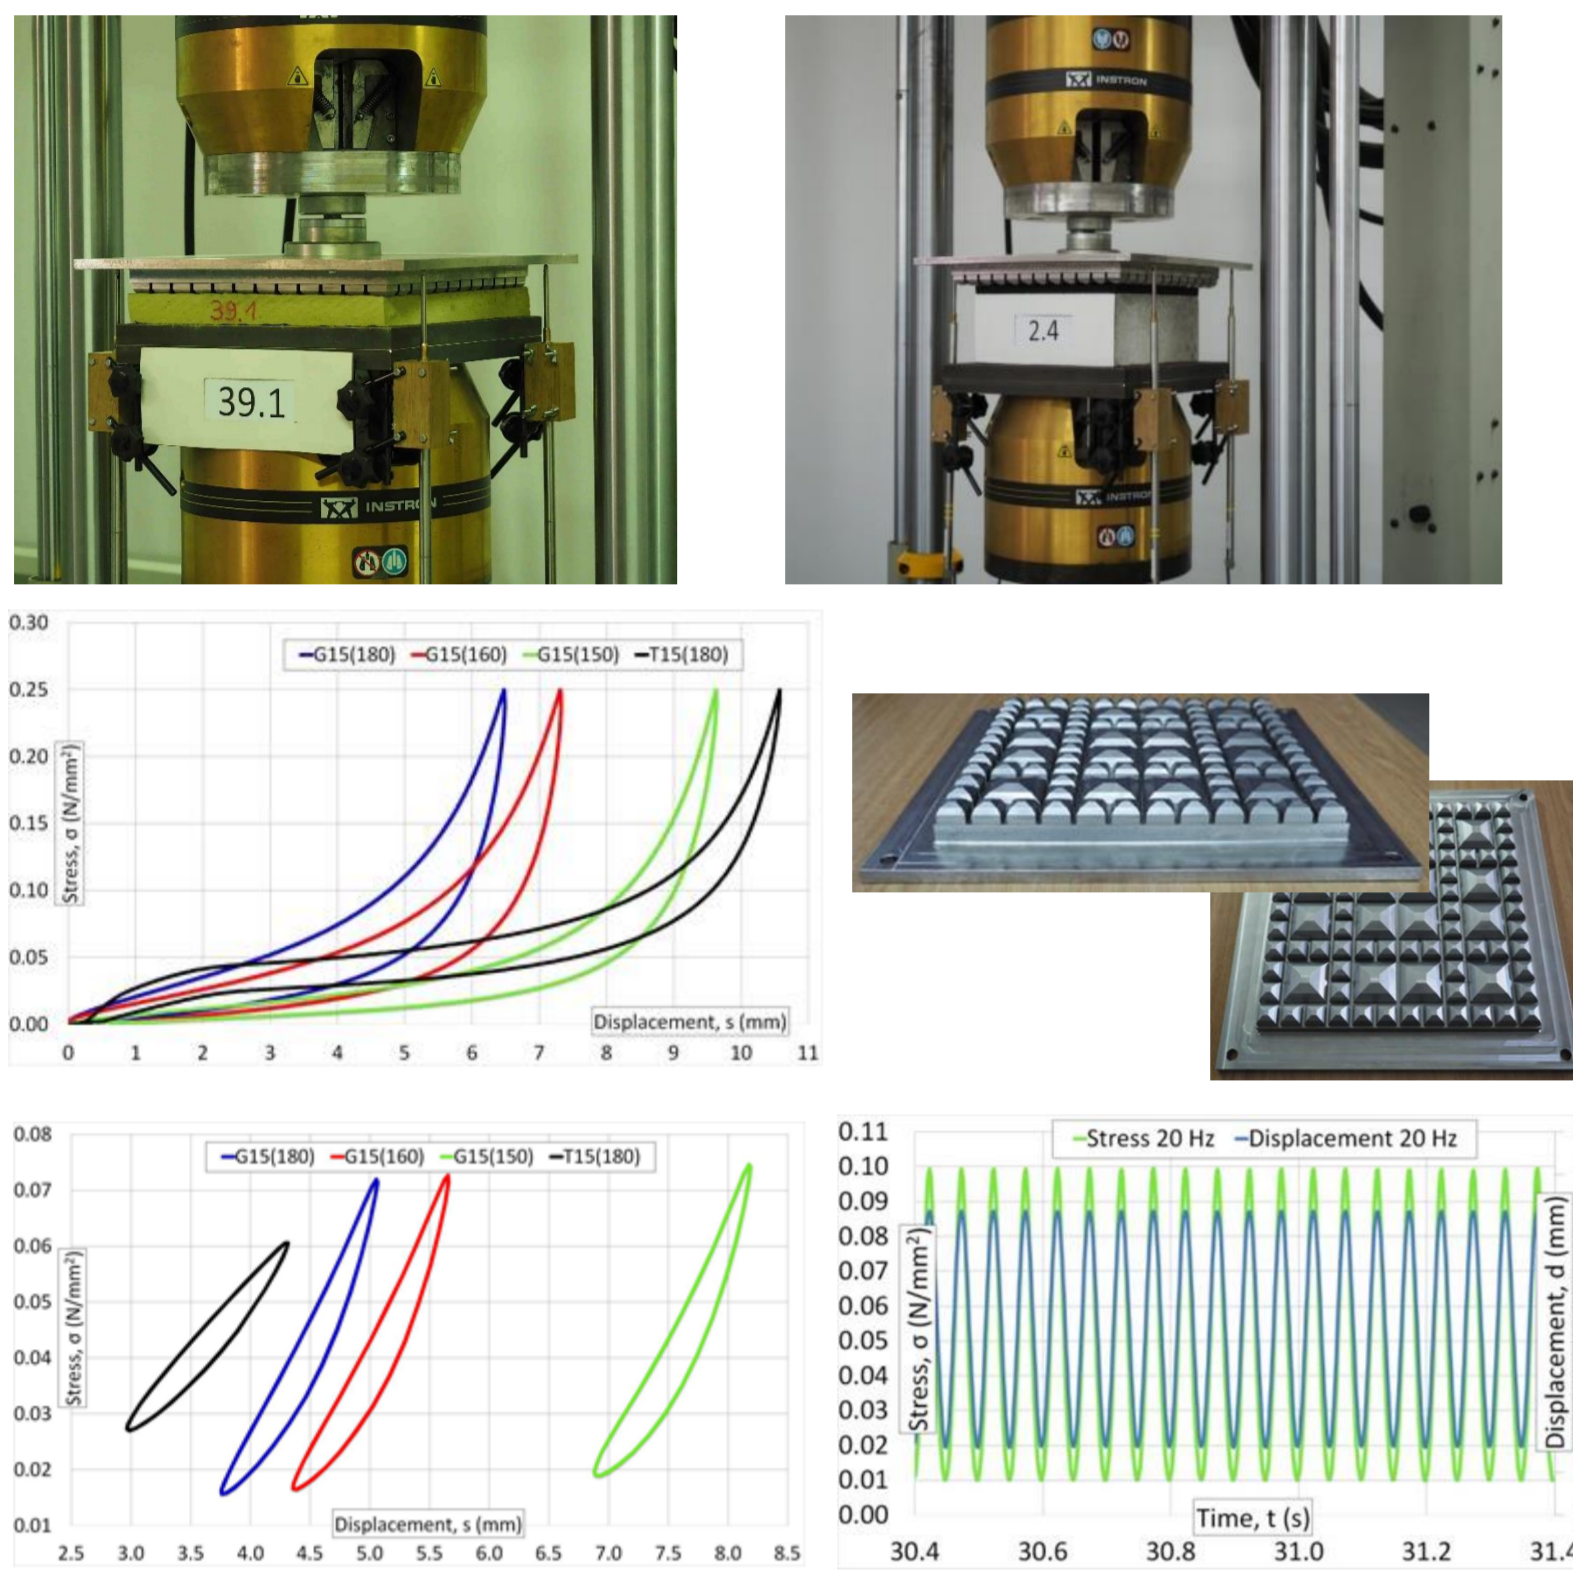 INSTRON
39.1
39.1
INSTRON
2.4
INSTRON
0.30
0.25
0.20
0.15
0.10
0.05
0.00
Stress, σ (N/mm²)
G15(180) G15(160) G15(150) T15(180)
Displacement, s (mm)
0 1 2 3 4 5 6 7 8 9 10 11
0.08
0.07
0.06
0.05
0.04
0.03
0.02
0.01
Stress, σ (N/mm²)
G15(180) G15(160) G15(150) T15(180)
Displacement, s (mm)
2.5 3.0 3.5 4.0 4.5 5.0 5.5 6.0 6.5 7.0 7.5 8.0 8.5
0.11
0.10
0.09
0.08
0.07
0.06
0.05
0.04
0.03
0.02
0.01
0.00
Stress, σ (N/mm²)
Stress 20 Hz Displacement 20 Hz
Displacement, d (mm)
Time, t (s)
30.4 30.6 30.8 31.0 31.2 31.4